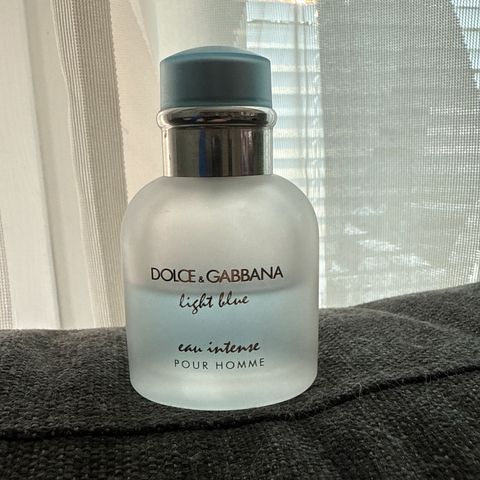 DOLCE & GABBANA
light blue
eau intense
POUR HOMME